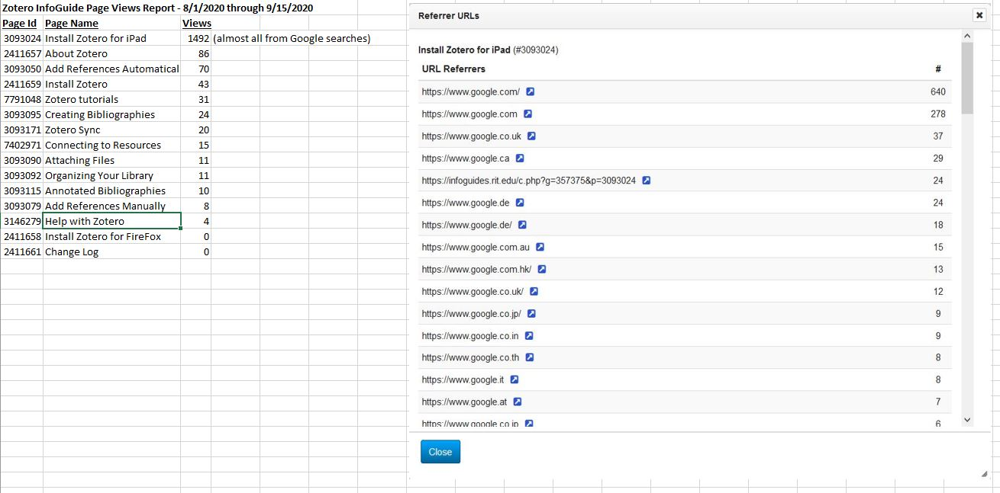 Zotero InfoGuide Page Views Report - 8/1/2020 through 9/15/2020
Page Id Page Name Views
3093024 Install Zotero for iPad 1492 (almost all from Google searches)
2411657 About Zotero 86
3093050 Add References Automatical 70
2411659 Install Zotero 43
7791048 Zotero tutorials 31
3093095 Creating Bibliographies 24
3093171 Zotero Sync 20
7402971 Connecting to Resources 15
3093090 Attaching Files 11
3093092 Organizing Your Library 11
3093115 Annotated Bibliographies 10
3093079 Add References Manually 8
3146279 Help with Zotero 4
2411658 Install Zotero for FireFox 0
2411661 Change Log 0
Referrer URLs
Install Zotero for iPad (#3093024)
URL Referrers #
https://www.google.com/ 640
https://www.google.com 278
https://www.google.co.uk 37
https://www.google.ca 29
https://infoguides.rit.edu/c.php?g=357375&p=3093024 24
https://www.google.de 24
https://www.google.de/ 18
https://www.google.com.au 15
https://www.google.com.hk/ 13
https://www.google.co.uk/ 12
https://www.google.co.jp/ 9
https://www.google.co.in 9
https://www.google.co.th 8
https://www.google.it 8
https://www.google.at 7
https://www.google.co.jp 6
Close